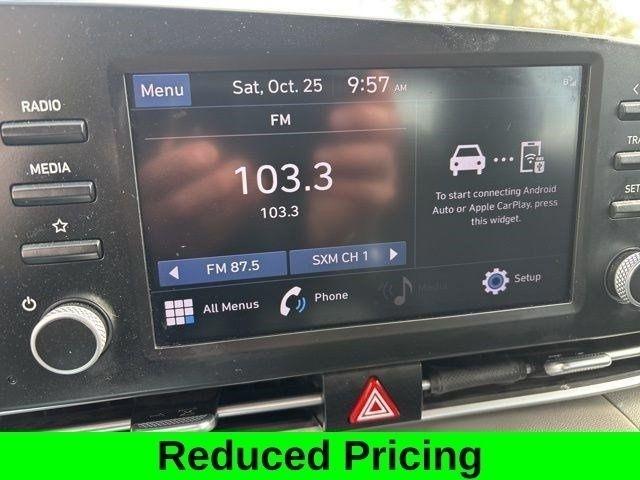 Menu
Sat, Oct. 25
9:57 AM
RADIO
FM
MEDIA
103.3
103.3
To start connecting Android
Auto or Apple CarPlay, press
this widget.
FM 87.5
SXM CH 1
All Menus
Phone
Media
Setup
Reduced Pricing